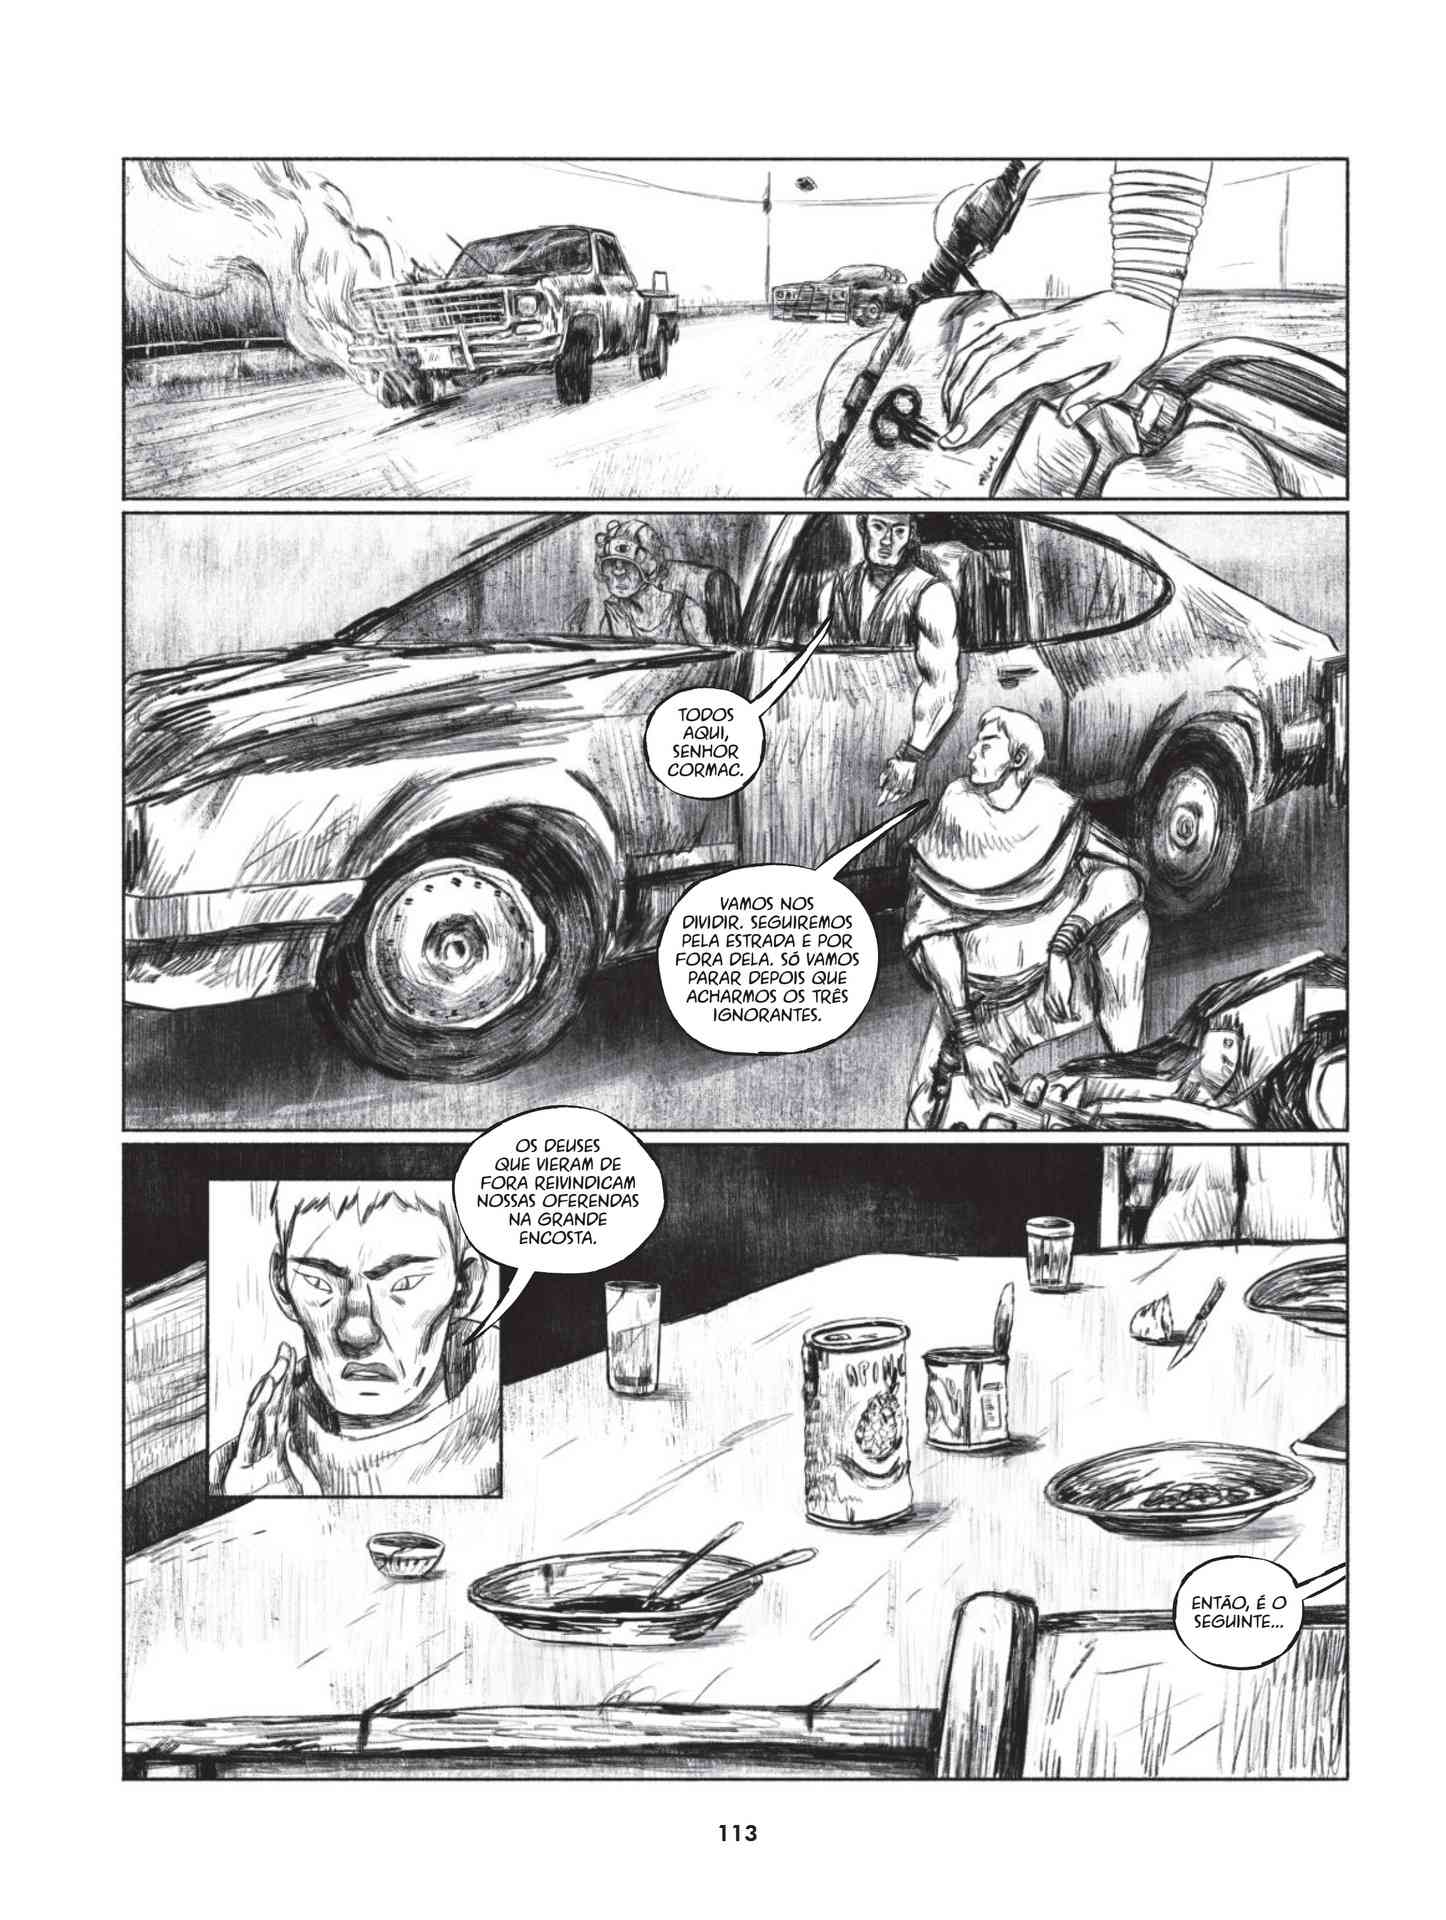 TODOS
AQUI,
SENHOR
CORMAC.
VAMOS NOS
DIVIDIR. SEGUIREMOS
PELA ESTRADA E POR
FORA DELA. SÓ VAMOS
PARAR DEPOIS QUE
ACHARMOS OS TRÊS
IGNORANTES.
OS DEUSES
QUE VIERAM DE
FORA REIVINDICAM
NOSSAS OFERENDAS
NA GRANDE
ENCOSTA.
ENTÃO, É O
SEGUINTE...
113